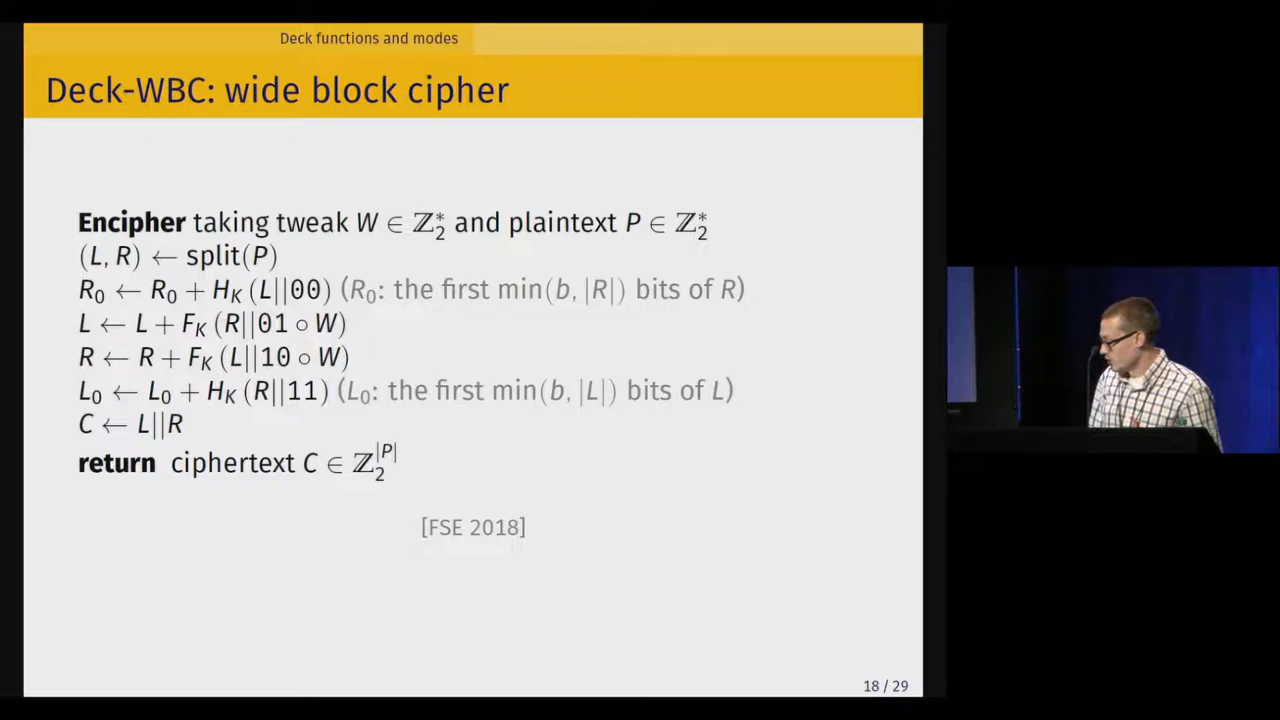 Deck functions and modes
Deck-WBC: wide block cipher
Encipher taking tweak W ∈ ℤ₂* and plaintext P ∈ ℤ₂*
(L, R) ← split(P)
R₀ ← R₀ + H_K (L||00) (R₀: the first min(b, |R|) bits of R)
L ← L + F_K (R||01 ∘ W)
R ← R + F_K (L||10 ∘ W)
L₀ ← L₀ + H_K (R||11) (L₀: the first min(b, |L|) bits of L)
C ← L||R
return ciphertext C ∈ ℤ₂^|P|
[FSE 2018]
18 / 29